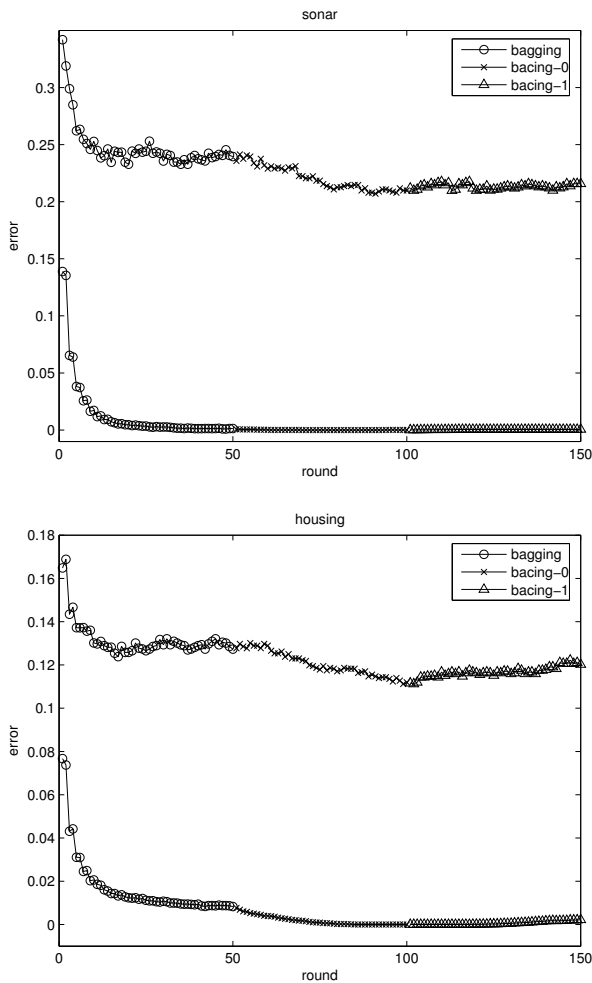 sonar
bagging
bacing−0
bacing−1
0.3
0.25
0.2
0.15
0.1
0.05
0
error
0
50
100
150
round
housing
bagging
bacing−0
bacing−1
0.18
0.16
0.14
0.12
0.1
0.08
0.06
0.04
0.02
0
error
0
50
100
150
round